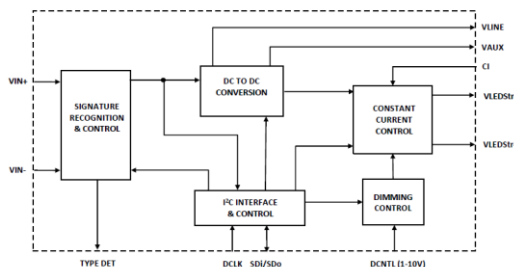 VLINE
VAUX
CI
VIN+
SIGNATURE
RECOGNITION
& CONTROL
DC TO DC
CONVERSION
CONSTANT
CURRENT
CONTROL
VLEDStr
VLEDStr
VIN-
I²C INTERFACE
& CONTROL
DIMMING
CONTROL
TYPE DET
DCLK SDi/SDo
DCNTL (1-10V)